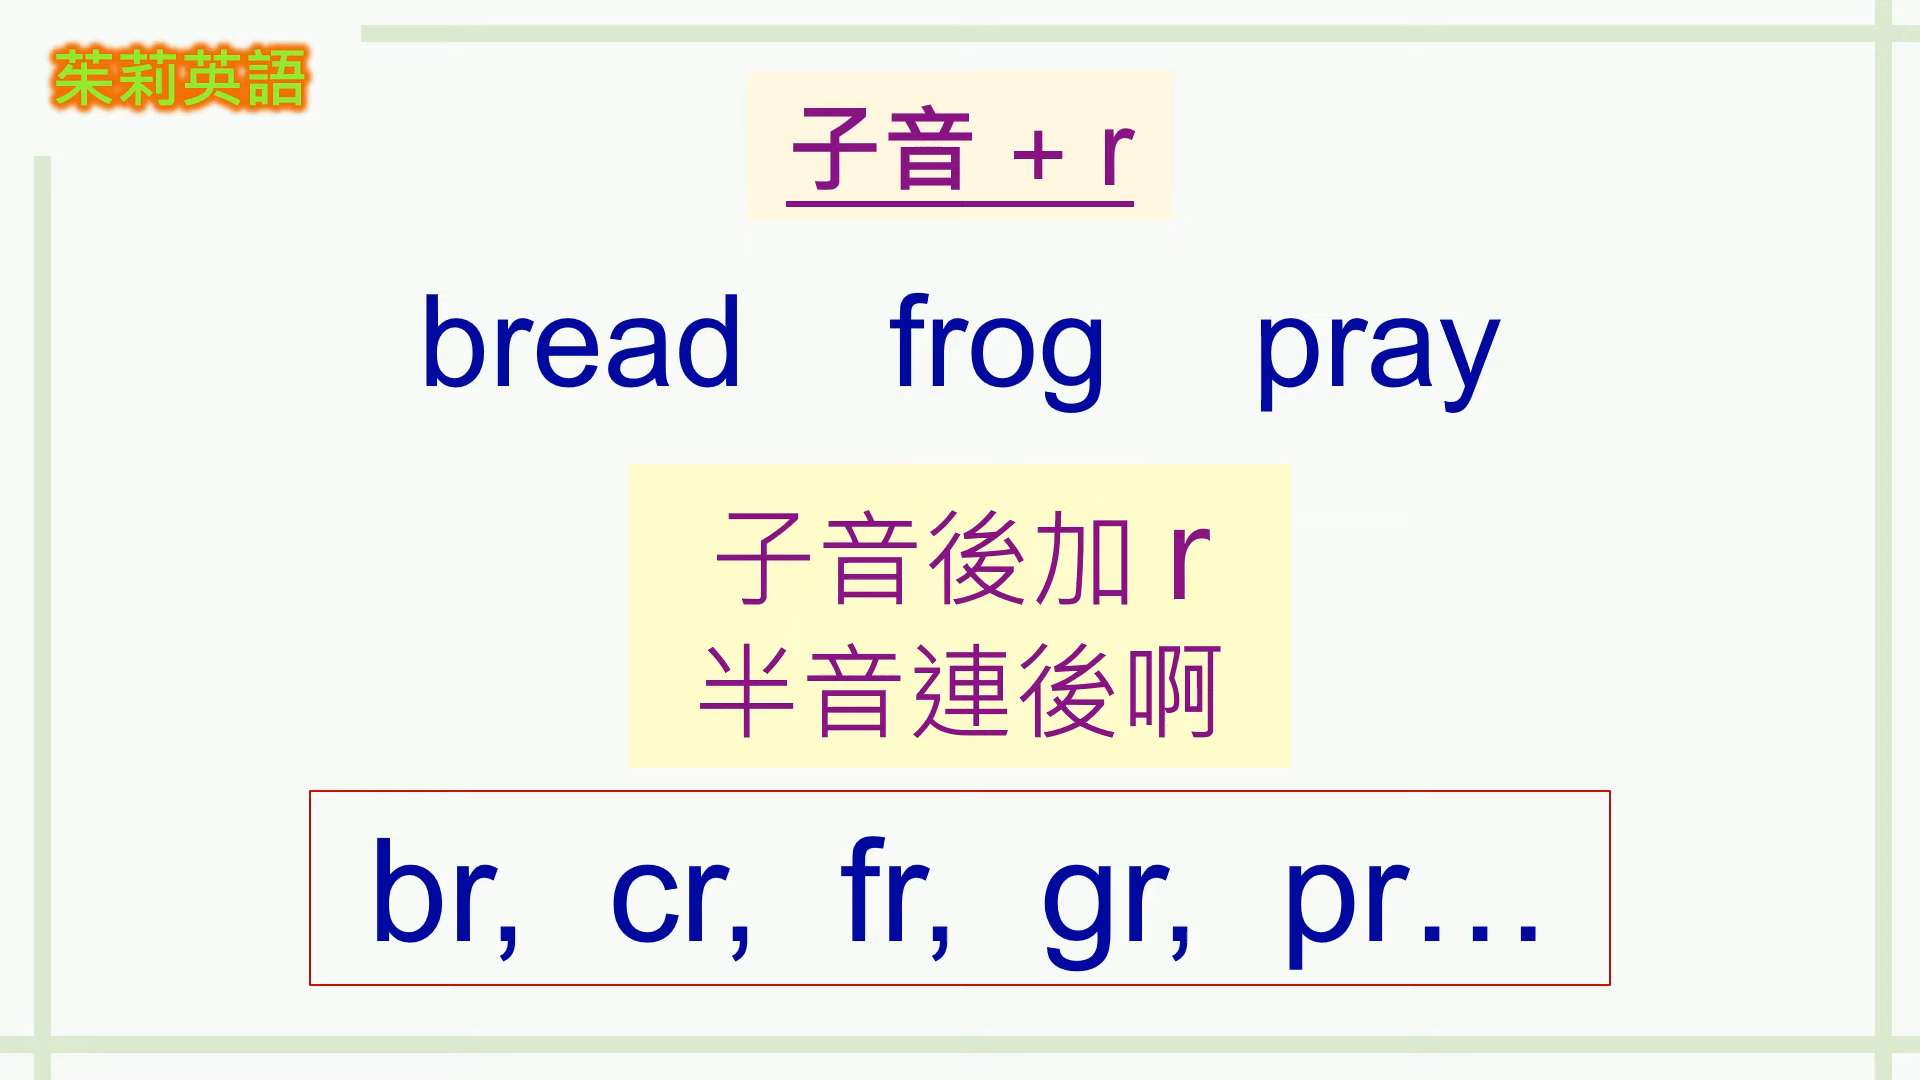 茱莉英語
子音 + r
bread frog pray
子音後加 r
半音連後啊
br, cr, fr, gr, pr…